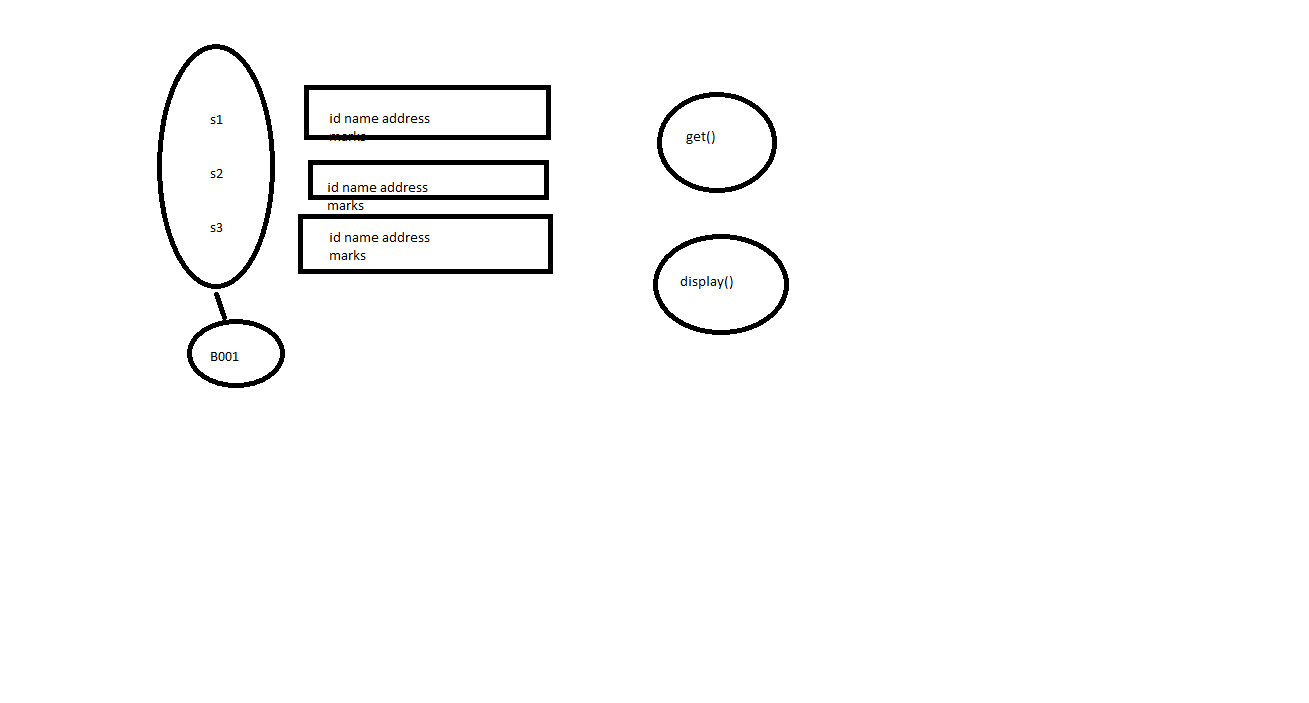 s1
id name address
marks
s2
id name address
marks
s3
id name address
marks
B001
get()
display()